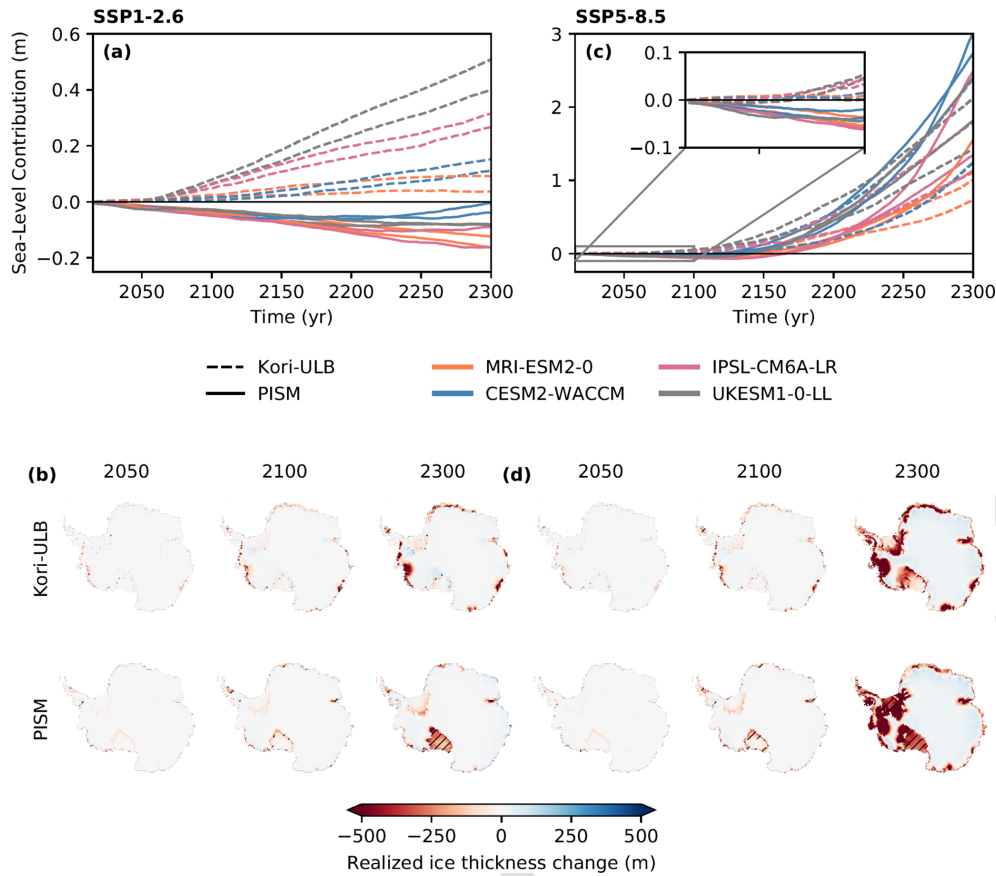 SSP1-2.6
SSP5-8.5
(a)
0.6
0.4
0.2
0.0
−0.2
Sea-Level Contribution (m)
2050 2100 2150 2200 2250 2300
Time (yr)
(c)
3
2
1
0
0.1
0.0
−0.1
2050 2100 2150 2200 2250 2300
Time (yr)
Kori-ULB
PISM
MRI-ESM2-0
CESM2-WACCM
IPSL-CM6A-LR
UKESM1-0-LL
(b) 2050 2100 2300
(d) 2050 2100 2300
Kori-ULB
PISM
−500 −250 0 250 500
Realized ice thickness change (m)